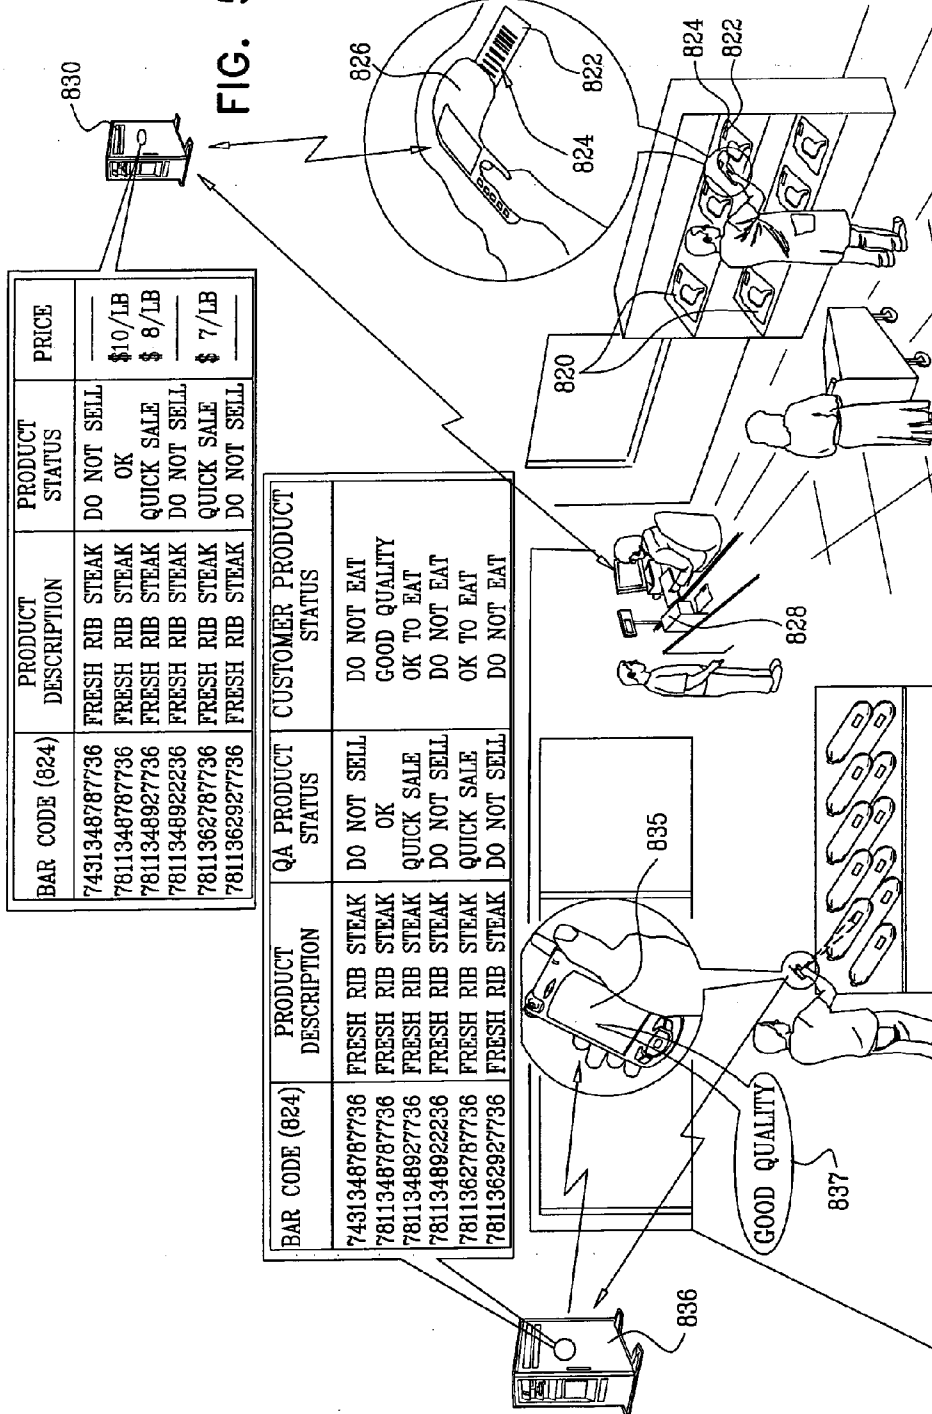 FIG. 5
830
BAR CODE (824) PRODUCT DESCRIPTION PRODUCT STATUS PRICE
7431348787736 FRESH RIB STEAK DO NOT SELL ——
7811348787736 FRESH RIB STEAK OK $10/LB
7811348927736 FRESH RIB STEAK QUICK SALE $ 8/LB
7811348922236 FRESH RIB STEAK DO NOT SELL ——
7811362787736 FRESH RIB STEAK QUICK SALE $ 7/LB
7811362927736 FRESH RIB STEAK DO NOT SELL ——
BAR CODE (824) PRODUCT DESCRIPTION QA PRODUCT STATUS CUSTOMER PRODUCT STATUS
7431348787736 FRESH RIB STEAK DO NOT SELL DO NOT EAT
7811348787736 FRESH RIB STEAK OK GOOD QUALITY
7811348927736 FRESH RIB STEAK QUICK SALE OK TO EAT
7811348922236 FRESH RIB STEAK DO NOT SELL DO NOT EAT
7811362787736 FRESH RIB STEAK QUICK SALE OK TO EAT
7811362927736 FRESH RIB STEAK DO NOT SELL DO NOT EAT
826
822
824
824
822
820
828
835
836
GOOD QUALITY
837